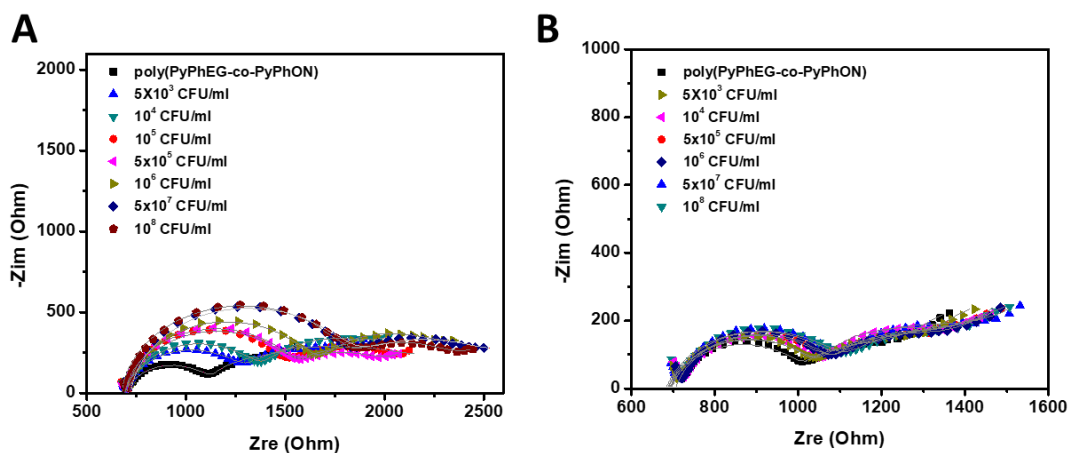 A
poly(PyPhEG-co-PyPhON)
5X10³ CFU/ml
10⁴ CFU/ml
10⁵ CFU/ml
5x10⁵ CFU/ml
10⁶ CFU/ml
5x10⁷ CFU/ml
10⁸ CFU/ml
2000
1500
1000
500
0
-Zim (Ohm)
500
1000
1500
2000
2500
Zre (Ohm)
B
poly(PyPhEG-co-PyPhON)
5X10³ CFU/ml
10⁴ CFU/ml
5x10⁵ CFU/ml
10⁶ CFU/ml
5x10⁷ CFU/ml
10⁸ CFU/ml
1000
800
600
400
200
0
-Zim (Ohm)
600
800
1000
1200
1400
1600
Zre (Ohm)